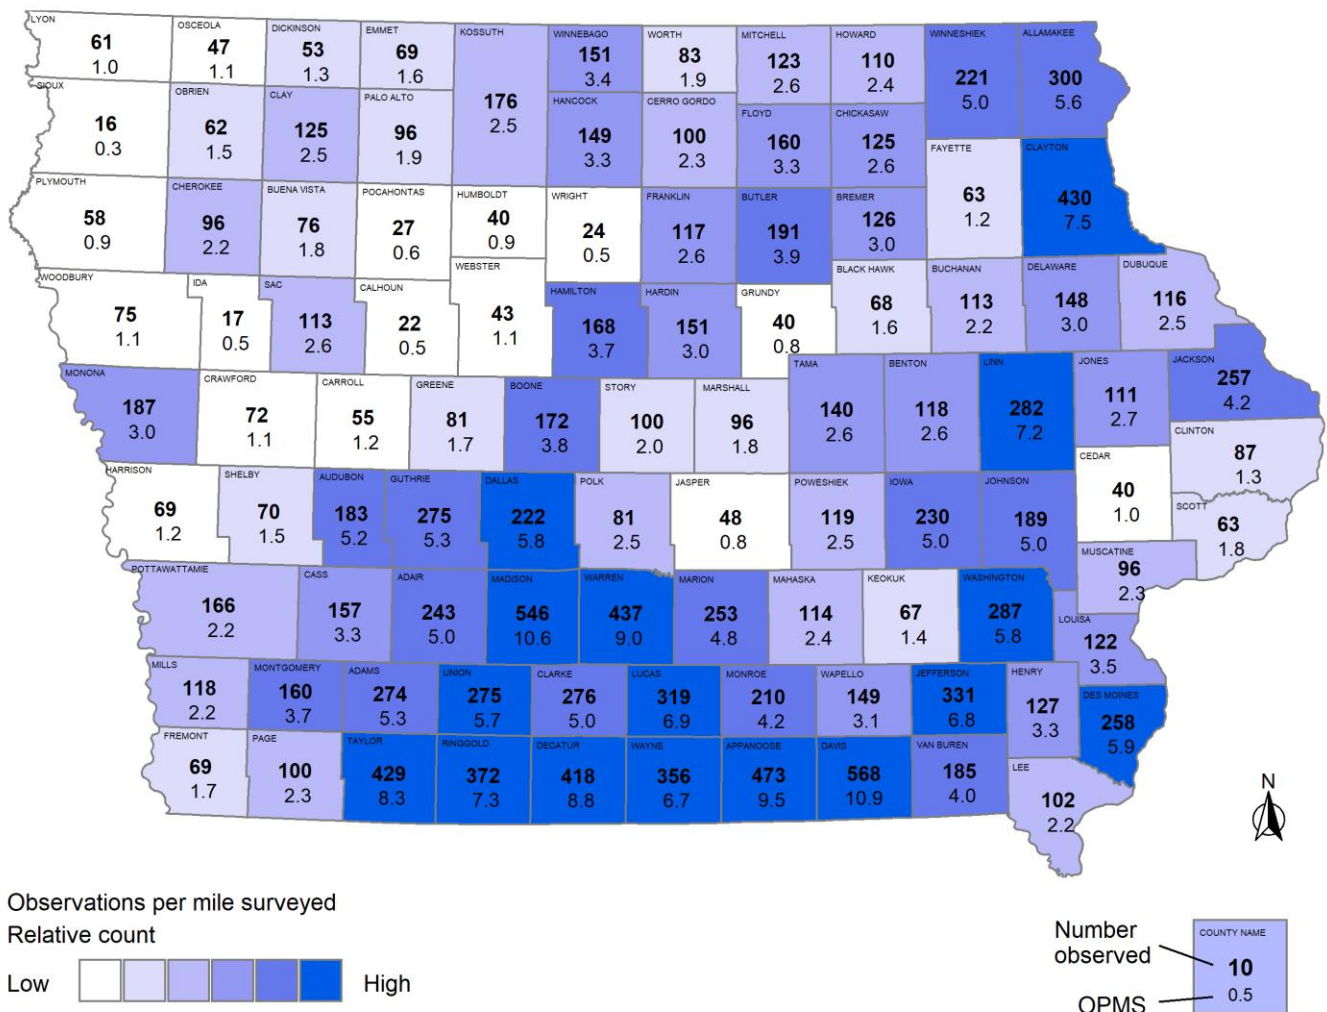 LYON
61
1.0
OSCEOLA
47
1.1
DICKINSON
53
1.3
EMMET
69
1.6
KOSSUTH
176
2.5
WINNEBAGO
151
3.4
WORTH
83
1.9
MITCHELL
123
2.6
HOWARD
110
2.4
WINNESHIEK
221
5.0
ALLAMAKEE
300
5.6
SIOUX
16
0.3
OBRIEN
62
1.5
CLAY
125
2.5
PALO ALTO
96
1.9
HANCOCK
149
3.3
CERRO GORDO
100
2.3
FLOYD
160
3.3
CHICKASAW
125
2.6
FAYETTE
63
1.2
CLAYTON
430
7.5
PLYMOUTH
58
0.9
CHEROKEE
96
2.2
BUENA VISTA
76
1.8
POCAHONTAS
27
0.6
HUMBOLDT
40
0.9
WRIGHT
24
0.5
FRANKLIN
117
2.6
BUTLER
191
3.9
BREMER
126
3.0
WOODBURY
75
1.1
IDA
17
0.5
SAC
113
2.6
CALHOUN
22
0.5
WEBSTER
43
1.1
HAMILTON
168
3.7
HARDIN
151
3.0
GRUNDY
40
0.8
BLACK HAWK
68
1.6
BUCHANAN
113
2.2
DELAWARE
148
3.0
DUBUQUE
116
2.5
MONONA
187
3.0
CRAWFORD
72
1.1
CARROLL
55
1.2
GREENE
81
1.7
BOONE
172
3.8
STORY
100
2.0
MARSHALL
96
1.8
TAMA
140
2.6
BENTON
118
2.6
LINN
282
7.2
JONES
111
2.7
JACKSON
257
4.2
CLINTON
87
1.3
HARRISON
69
1.2
SHELBY
70
1.5
AUDUBON
183
5.2
GUTHRIE
275
5.3
DALLAS
222
5.8
POLK
81
2.5
JASPER
48
0.8
POWESHIEK
119
2.5
IOWA
230
5.0
JOHNSON
189
5.0
CEDAR
40
1.0
SCOTT
63
1.8
MUSCATINE
96
2.3
POTTAWATTAMIE
166
2.2
CASS
157
3.3
ADAIR
243
5.0
MADISON
546
10.6
WARREN
437
9.0
MARION
253
4.8
MAHASKA
114
2.4
KEOKUK
67
1.4
WASHINGTON
287
5.8
LOUISA
122
3.5
MILLS
118
2.2
MONTGOMERY
160
3.7
ADAMS
274
5.3
UNION
275
5.7
CLARKE
276
5.0
LUCAS
319
6.9
MONROE
210
4.2
WAPELLO
149
3.1
JEFFERSON
331
6.8
HENRY
127
3.3
DES MOINES
258
5.9
FREMONT
69
1.7
PAGE
100
2.3
TAYLOR
429
8.3
RINGGOLD
372
7.3
DECATUR
418
8.8
WAYNE
356
6.7
APPANOOSE
473
9.5
DAVIS
568
10.9
VAN BUREN
185
4.0
LEE
102
2.2
N
Observations per mile surveyed
Relative count
Low
High
Number
observed
COUNTY NAME
10
0.5
OPMS